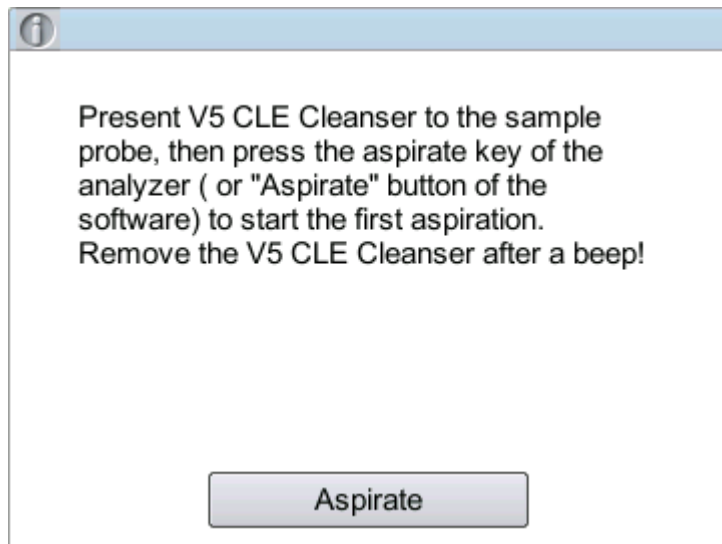 Present V5 CLE Cleanser to the sample
probe, then press the aspirate key of the
analyzer ( or "Aspirate" button of the
software) to start the first aspiration.
Remove the V5 CLE Cleanser after a beep!
Aspirate